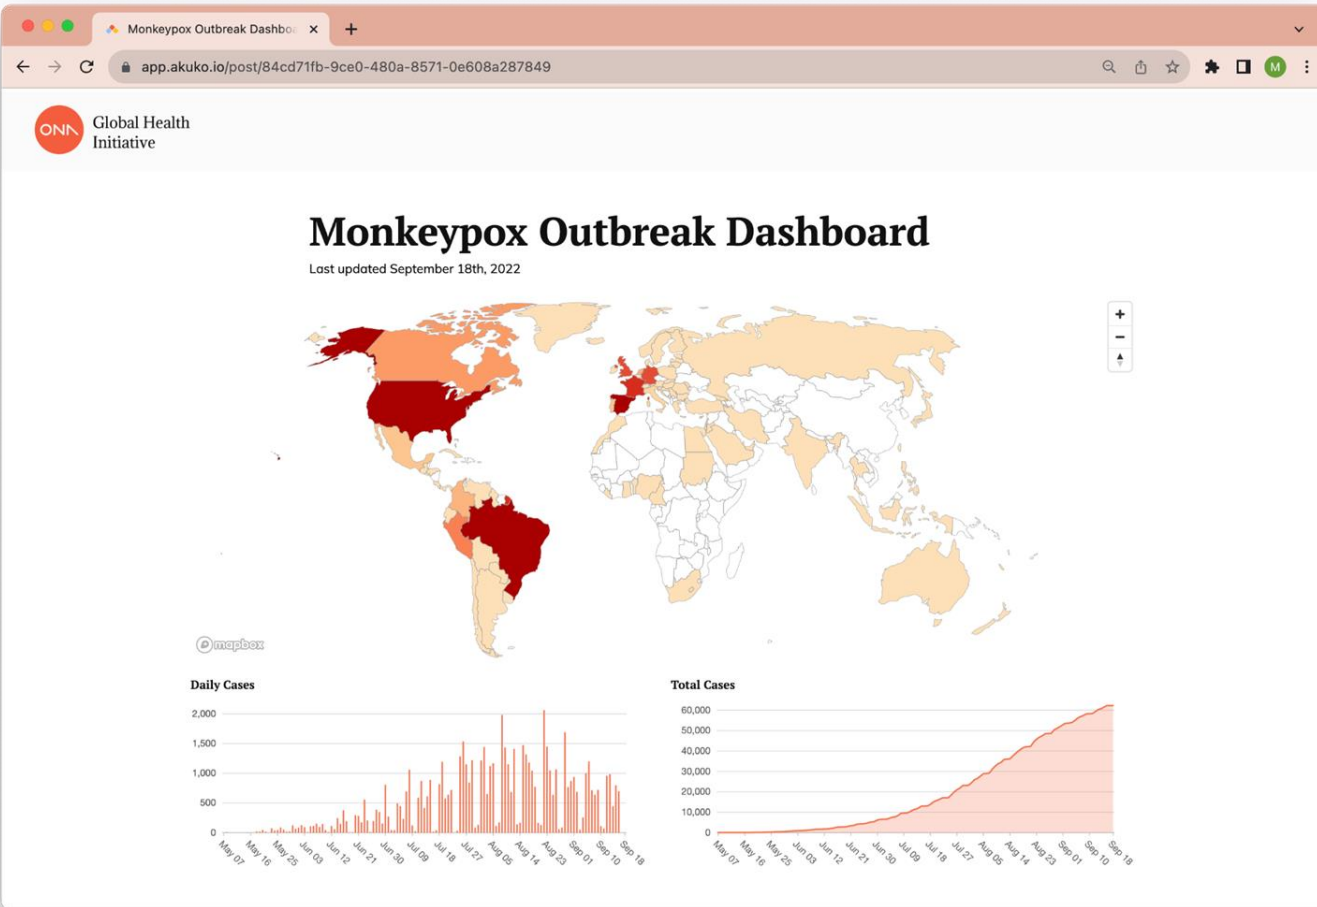 Monkeypox Outbreak Dashboa
app.akuko.io/post/84cd71fb-9ce0-480a-8571-0e608a287849
M
ONA
Global Health
Initiative
Monkeypox Outbreak Dashboard
Last updated September 18th, 2022
mapbox
Daily Cases
2,000
1,500
1,000
500
0
May 07 May 16 May 25 Jun 03 Jun 12 Jun 21 Jun 30 Jul 09 Jul 18 Jul 27 Aug 05 Aug 14 Aug 23 Sep 01 Sep 10 Sep 18
Total Cases
60,000
50,000
40,000
30,000
20,000
10,000
0
May 07 May 16 May 25 Jun 03 Jun 12 Jun 21 Jun 30 Jul 09 Jul 18 Jul 27 Aug 05 Aug 14 Aug 23 Sep 01 Sep 10 Sep 18